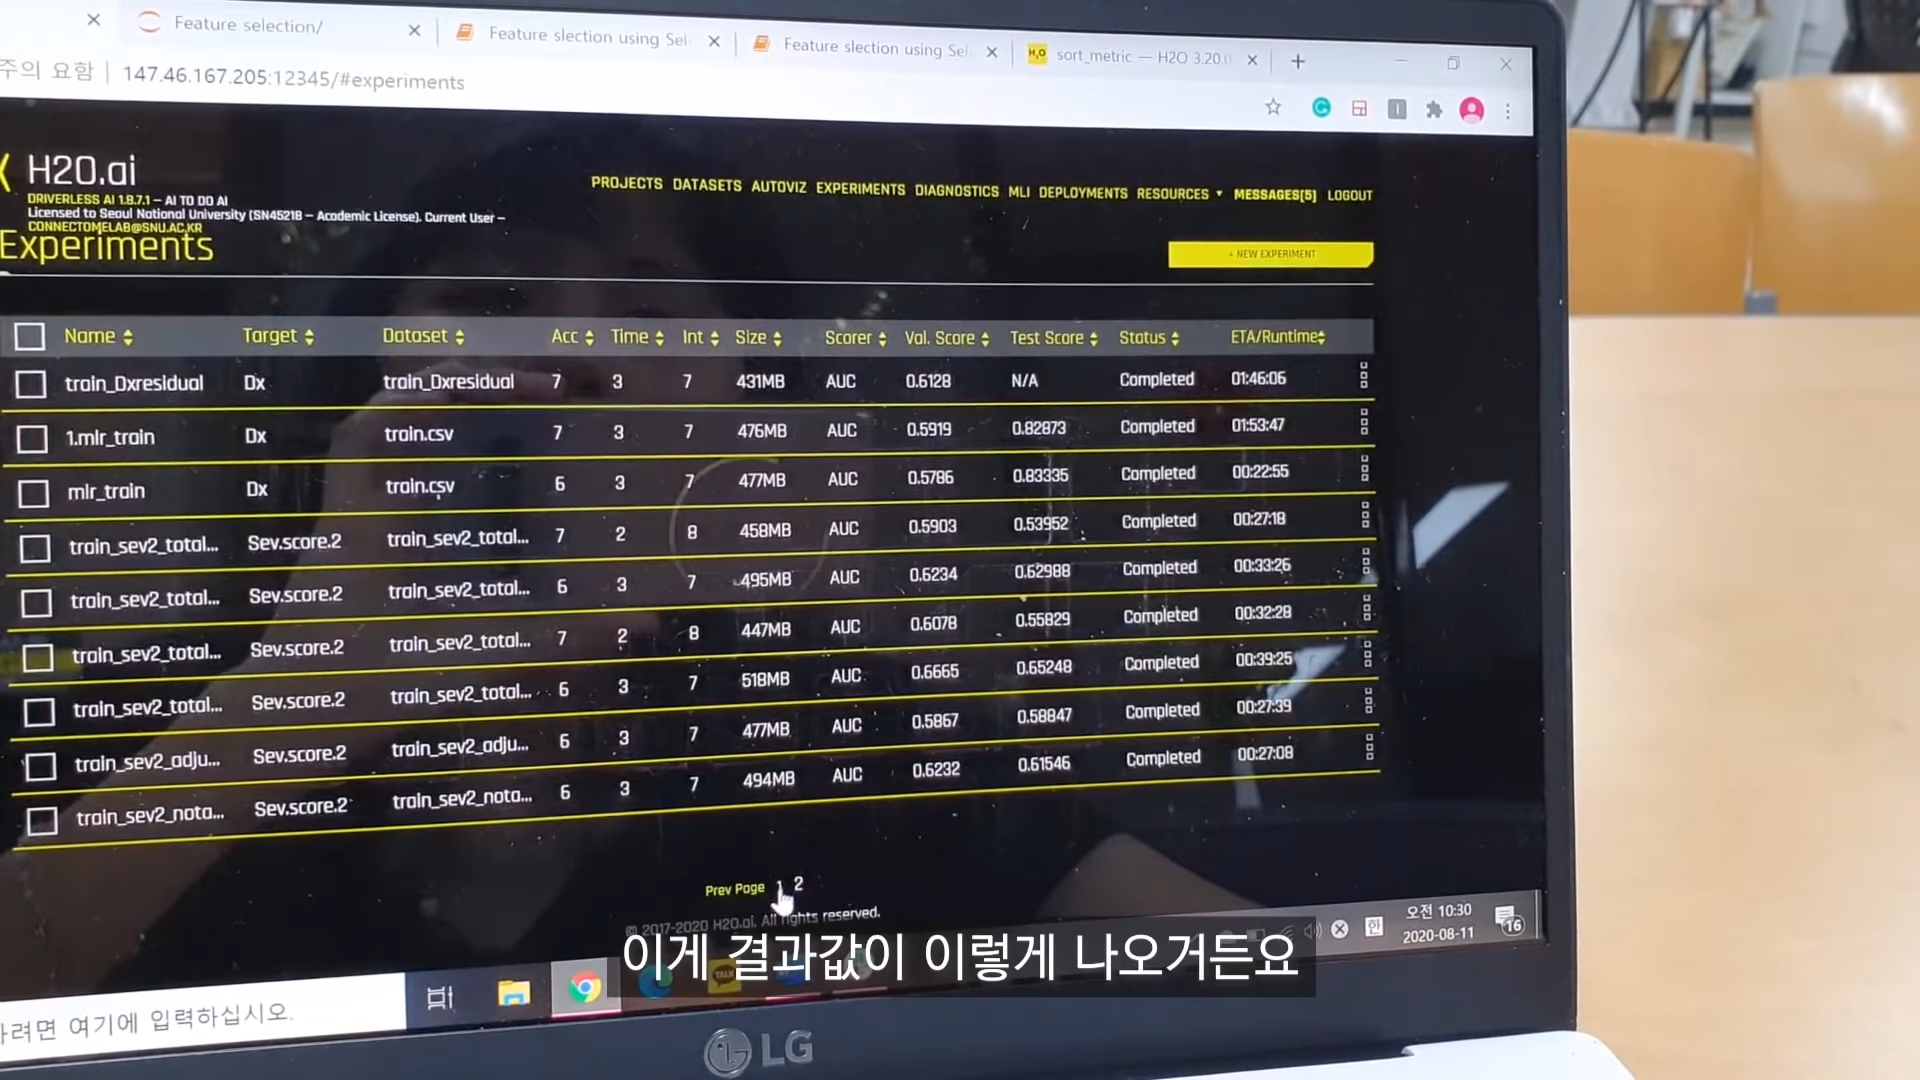 Feature selection/
Feature slection using Sel
Feature slection using Sel
sort_metric — H2O 3.20.0
주의 요함 | 147.46.167.205:12345/#experiments
H2O.ai
DRIVERLESS AI 1.8.7.1 – AI TO DO AI
Licensed to Seoul National University (SN45218 – Academic License). Current User –
CONNECTOMELAB@SNU.AC.KR
PROJECTS DATASETS AUTOVIZ EXPERIMENTS DIAGNOSTICS MLI DEPLOYMENTS RESOURCES MESSAGES[5] LOGOUT
Experiments
+ NEW EXPERIMENT
Name Target Dataset Acc Time Int Size Scorer Val. Score Test Score Status ETA/Runtime
train_Dxresidual Dx train_Dxresidual 7 3 7 431MB AUC 0.6128 N/A Completed 01:46:06
1.mlr_train Dx train.csv 7 3 7 476MB AUC 0.5919 0.82873 Completed 01:53:47
mlr_train Dx train.csv 6 3 7 477MB AUC 0.5786 0.83335 Completed 00:22:55
train_sev2_total... Sev.score.2 train_sev2_total... 7 2 8 458MB AUC 0.5903 0.53952 Completed 00:27:18
train_sev2_total... Sev.score.2 train_sev2_total... 6 3 7 495MB AUC 0.6234 0.62988 Completed 00:33:26
train_sev2_total... Sev.score.2 train_sev2_total... 7 2 8 447MB AUC 0.6078 0.55829 Completed 00:32:28
train_sev2_total... Sev.score.2 train_sev2_total... 6 3 7 518MB AUC 0.6665 0.65248 Completed 00:39:25
train_sev2_adju... Sev.score.2 train_sev2_adju... 6 3 7 477MB AUC 0.5867 0.58847 Completed 00:27:39
train_sev2_nota... Sev.score.2 train_sev2_nota... 6 3 7 494MB AUC 0.6232 0.61546 Completed 00:27:08
Prev Page 1 2
© 2017-2020 H2O.ai. All rights reserved.
이게 결과값이 이렇게 나오거든요
한
오전 10:30
2020-08-11
16
하려면 여기에 입력하십시오.
LG